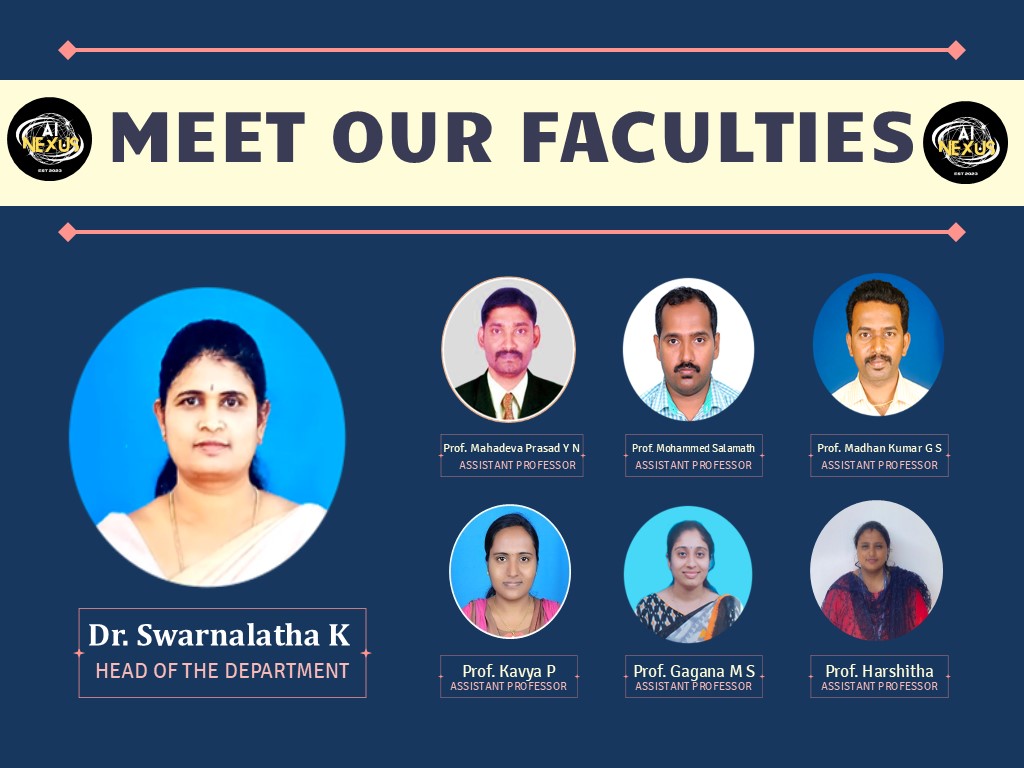 MEET OUR FACULTIES
AI
NEXUS
EST 2023
AI
NEXUS
EST 2023
Dr. Swarnalatha K
HEAD OF THE DEPARTMENT
Prof. Mahadeva Prasad Y N
ASSISTANT PROFESSOR
Prof. Mohammed Salamath
ASSISTANT PROFESSOR
Prof. Madhan Kumar G S
ASSISTANT PROFESSOR
Prof. Kavya P
ASSISTANT PROFESSOR
Prof. Gagana M S
ASSISTANT PROFESSOR
Prof. Harshitha
ASSISTANT PROFESSOR